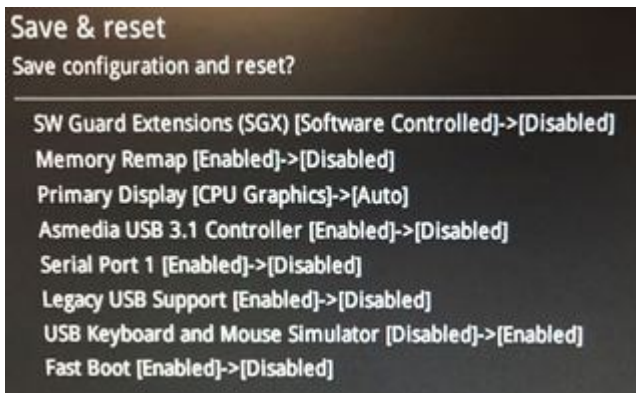 Save & reset
Save configuration and reset?
SW Guard Extensions (SGX) [Software Controlled]->[Disabled]
Memory Remap [Enabled]->[Disabled]
Primary Display [CPU Graphics]->[Auto]
Asmedia USB 3.1 Controller [Enabled]->[Disabled]
Serial Port 1 [Enabled]->[Disabled]
Legacy USB Support [Enabled]->[Disabled]
USB Keyboard and Mouse Simulator [Disabled]->[Enabled]
Fast Boot [Enabled]->[Disabled]